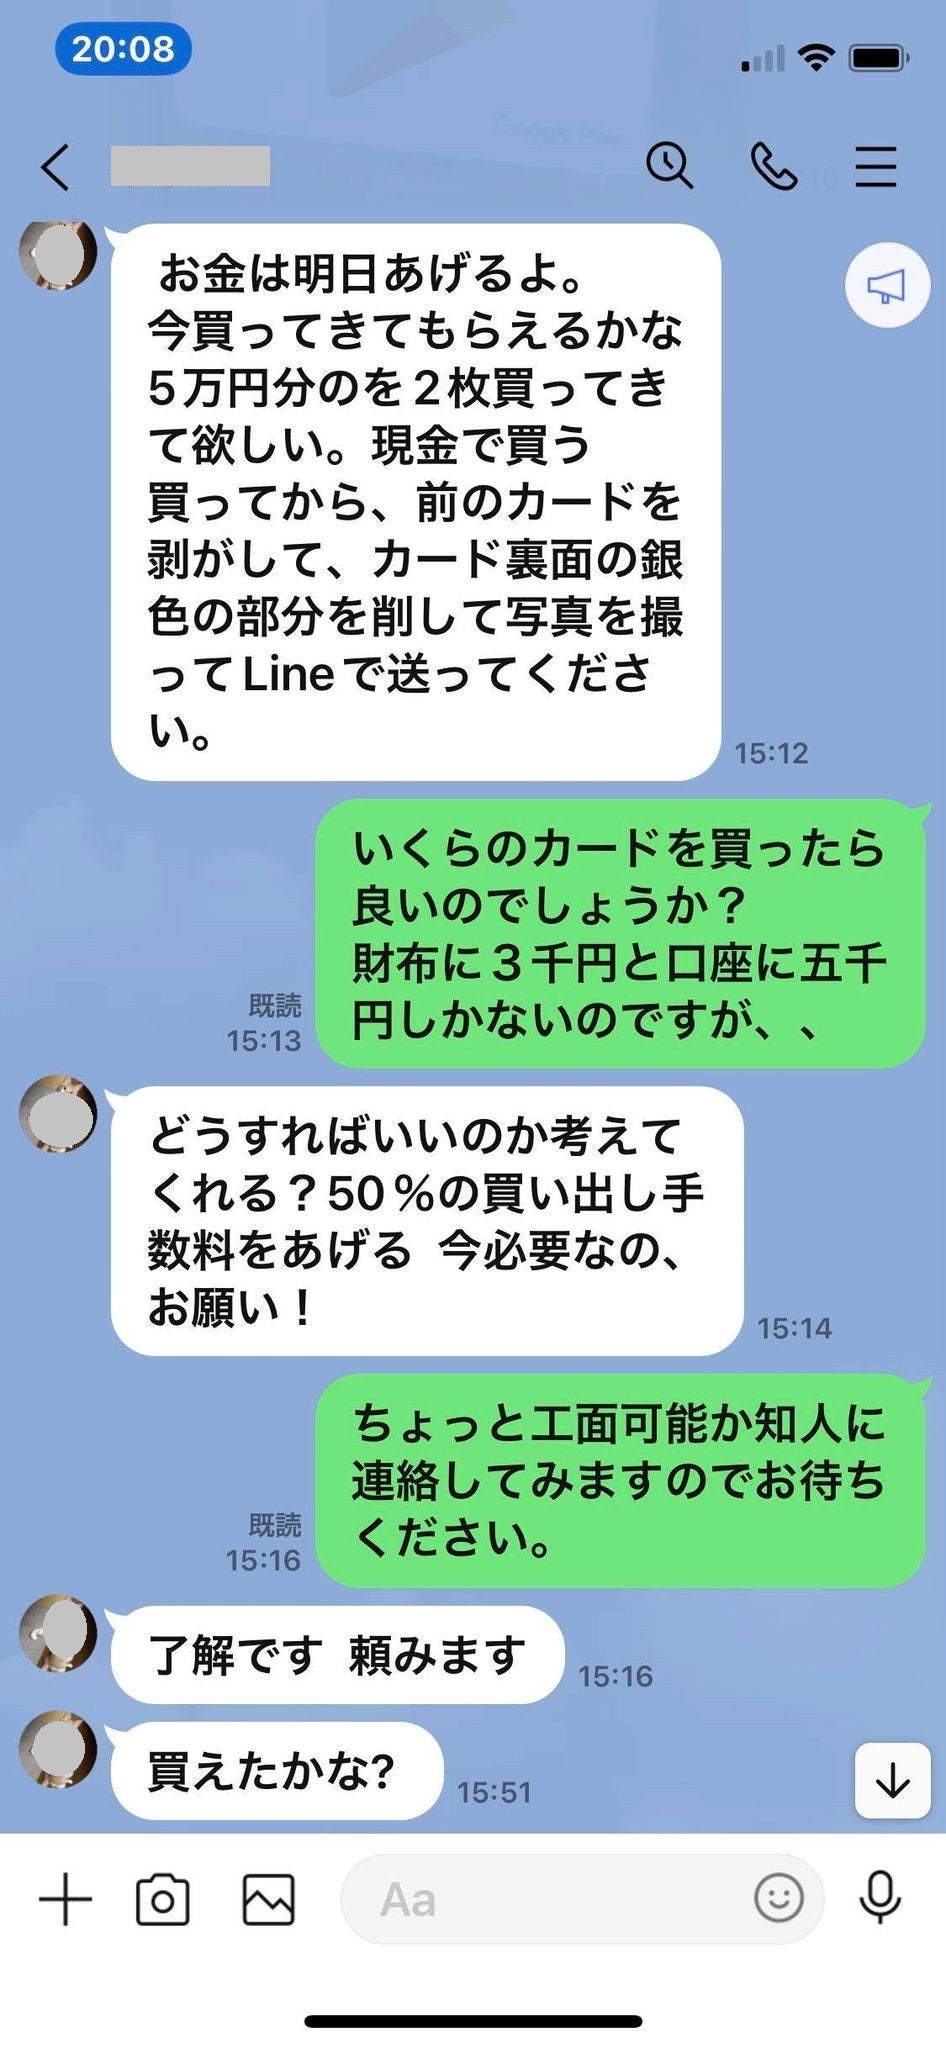 20:08
Google Play
お金は明日あげるよ。
今買ってきてもらえるかな
５万円分のを２枚買ってき
て欲しい。現金で買う
買ってから、前のカードを
剥がして、カード裏面の銀
色の部分を削して写真を撮
ってLineで送ってくださ
い。
15:12
いくらのカードを買ったら
良いのでしょうか？
財布に３千円と口座に五千
円しかないのですが、、
既読
15:13
どうすればいいのか考えて
くれる？50％の買い出し手
数料をあげる 今必要なの、
お願い！
15:14
ちょっと工面可能か知人に
連絡してみますのでお待ち
ください。
既読
15:16
了解です 頼みます
15:16
買えたかな?
15:51
Aa